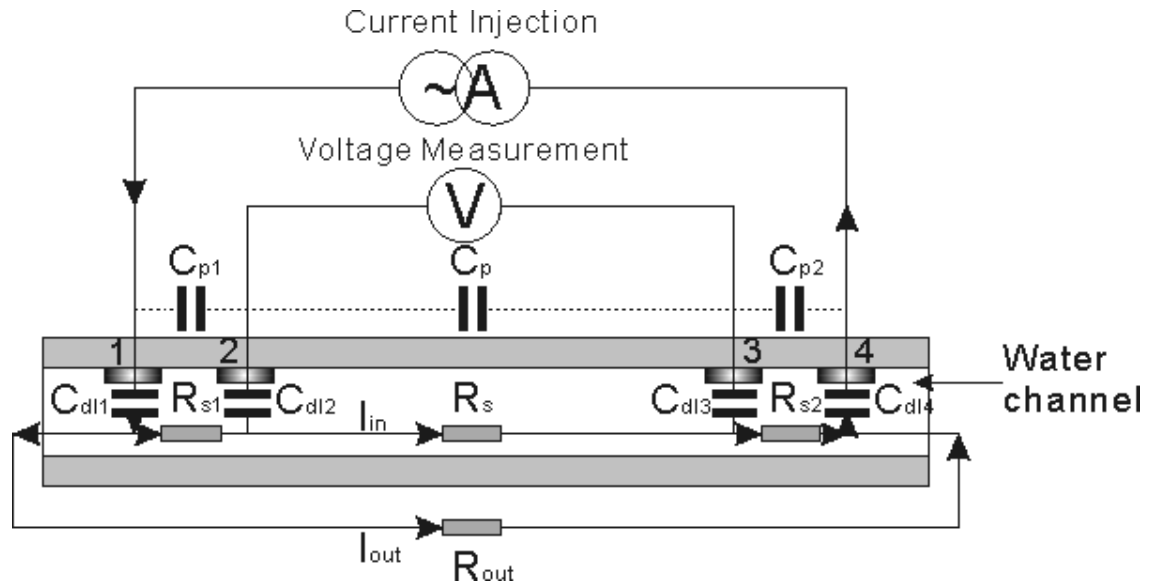 Current Injection
~A
Voltage Measurement
V
Cp1 Cp Cp2
1 2 3 4
Water
channel
Cdl1 Rs1 Cdl2 Rs Cdl3 Rs2 Cdl4
Iin
Iout
Rout